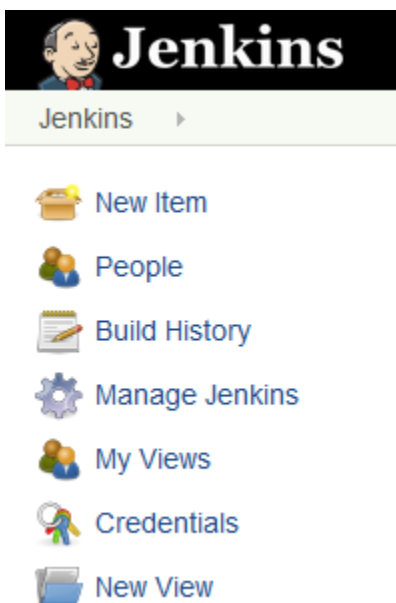 Jenkins
Jenkins
New Item
People
Build History
Manage Jenkins
My Views
Credentials
New View